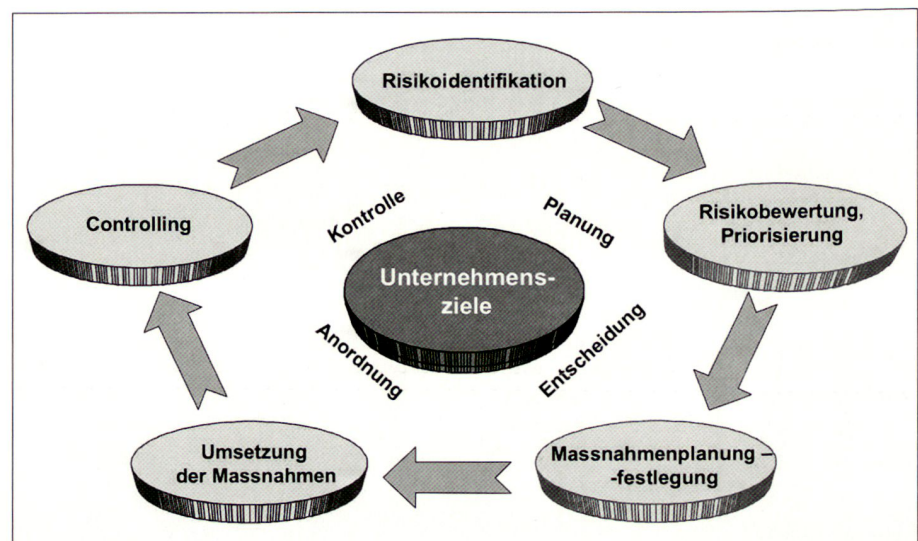 Risikoidentifikation
Kontrolle
Planung
Controlling
Risikobewertung,
Priorisierung
Unternehmens-
ziele
Anordnung
Entscheidung
Umsetzung
der Massnahmen
Massnahmenplanung –
-festlegung